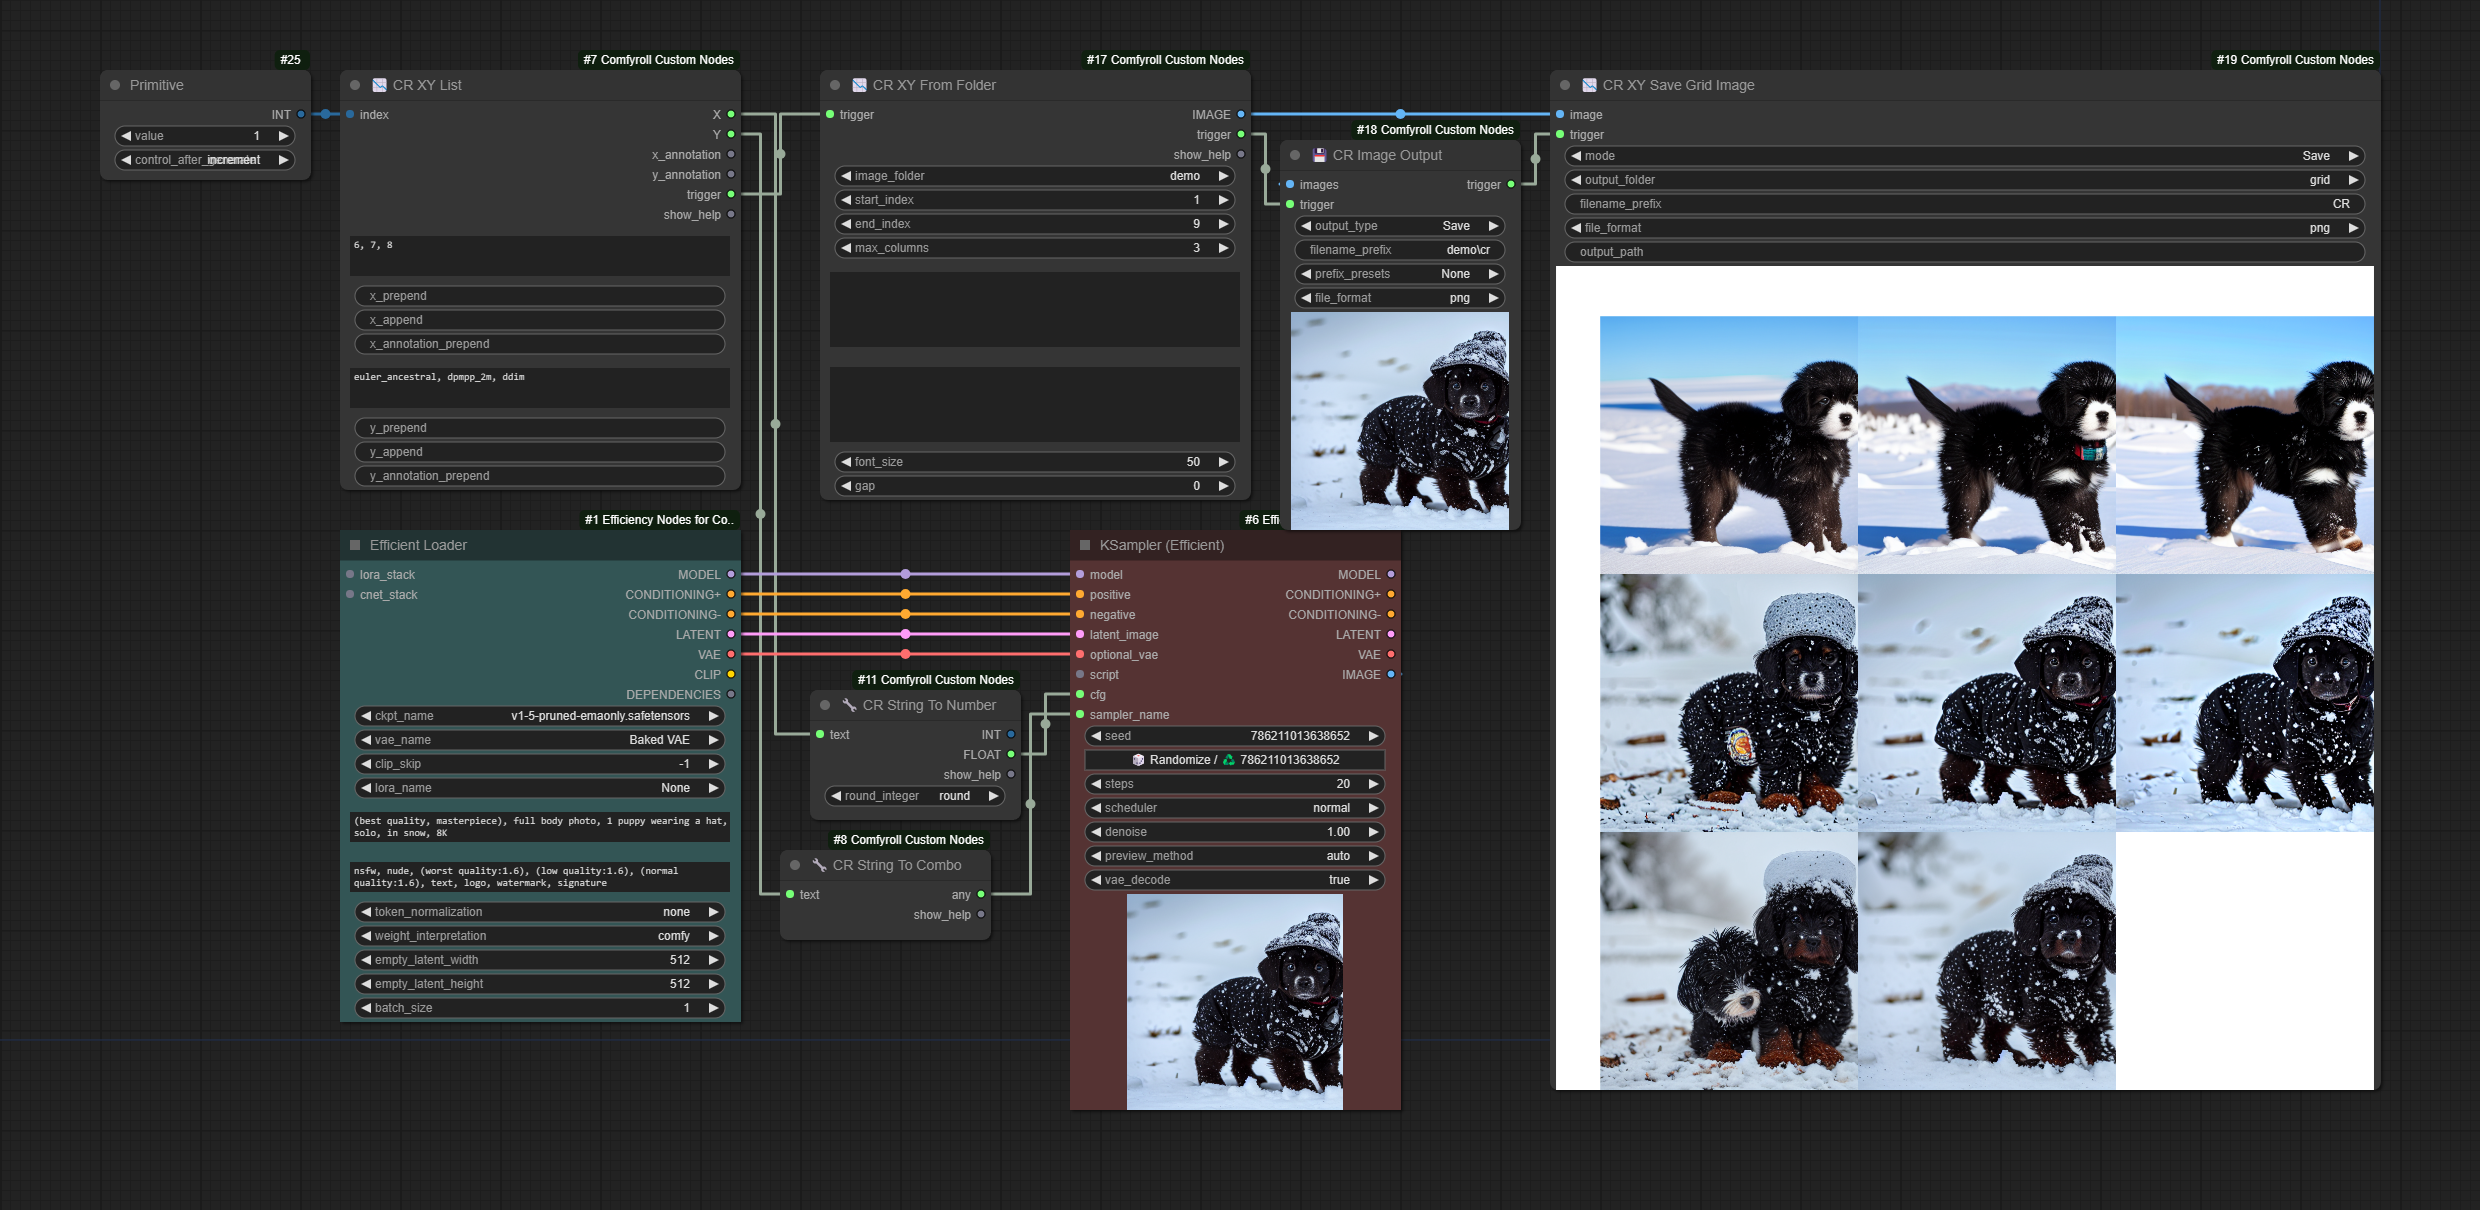 #25
Primitive
INT
value 1
control_after_ increment
#7 Comfyroll Custom Nodes
CR XY List
index
X
Y
x_annotation
y_annotation
trigger
show_help
6, 7, 8
x_prepend
x_append
x_annotation_prepend
euler_ancestral, dpmpp_2m, ddim
y_prepend
y_append
y_annotation_prepend
#17 Comfyroll Custom Nodes
CR XY From Folder
trigger
IMAGE
trigger
show_help
image_folder demo
start_index 1
end_index 9
max_columns 3
font_size 50
gap 0
#18 Comfyroll Custom Nodes
CR Image Output
images trigger
trigger
output_type Save
filename_prefix demo\cr
prefix_presets None
file_format png
#19 Comfyroll Custom Nodes
CR XY Save Grid Image
image
trigger
mode Save
output_folder grid
filename_prefix CR
file_format png
output_path
#1 Efficiency Nodes for Co..
Efficient Loader
lora_stack MODEL
cnet_stack CONDITIONING+
CONDITIONING-
LATENT
VAE
CLIP
DEPENDENCIES
ckpt_name v1-5-pruned-emaonly.safetensors
vae_name Baked VAE
clip_skip -1
lora_name None
(best quality, masterpiece), full body photo, 1 puppy wearing a hat,
solo, in snow, 8K
nsfw, nude, (worst quality:1.6), (low quality:1.6), (normal
quality:1.6), text, logo, watermark, signature
token_normalization none
weight_interpretation comfy
empty_latent_width 512
empty_latent_height 512
batch_size 1
#11 Comfyroll Custom Nodes
CR String To Number
text INT
FLOAT
show_help
round_integer round
#8 Comfyroll Custom Nodes
CR String To Combo
text any
show_help
#6 Effi
KSampler (Efficient)
model MODEL
positive CONDITIONING+
negative CONDITIONING-
latent_image LATENT
optional_vae VAE
script IMAGE
cfg
sampler_name
seed 786211013638652
Randomize / 786211013638652
steps 20
scheduler normal
denoise 1.00
preview_method auto
vae_decode true